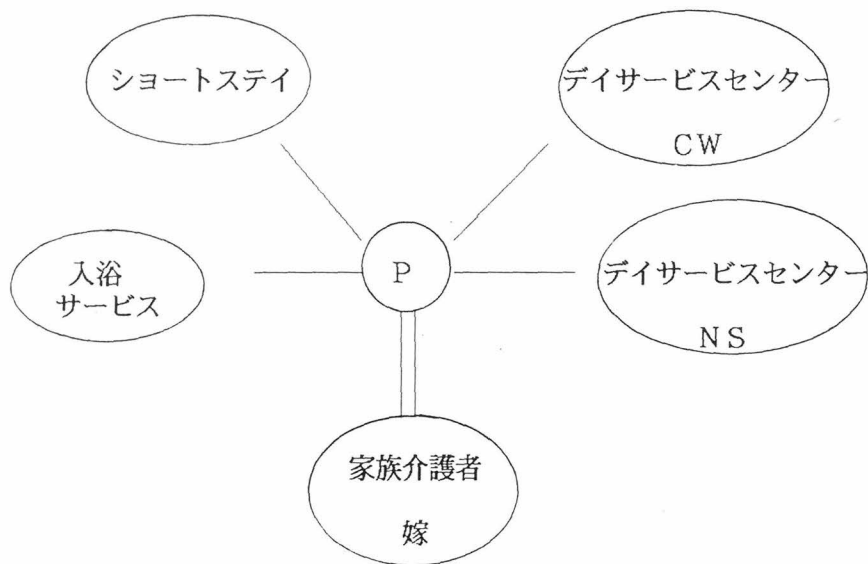 ショートステイ
デイサービスセンター
CW
入浴
サービス
P
デイサービスセンター
NS
家族介護者
嫁